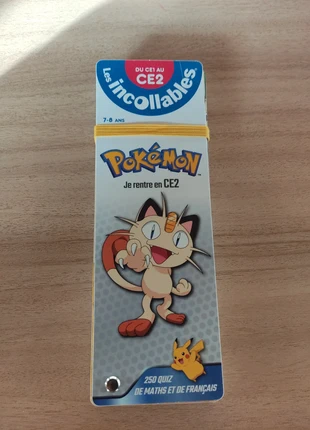 DU CE1 AU
CE2
Les incollables
7-8 ANS
POKÉMON™
Je rentre en CE2
250 QUIZ
DE MATHS ET DE FRANÇAIS